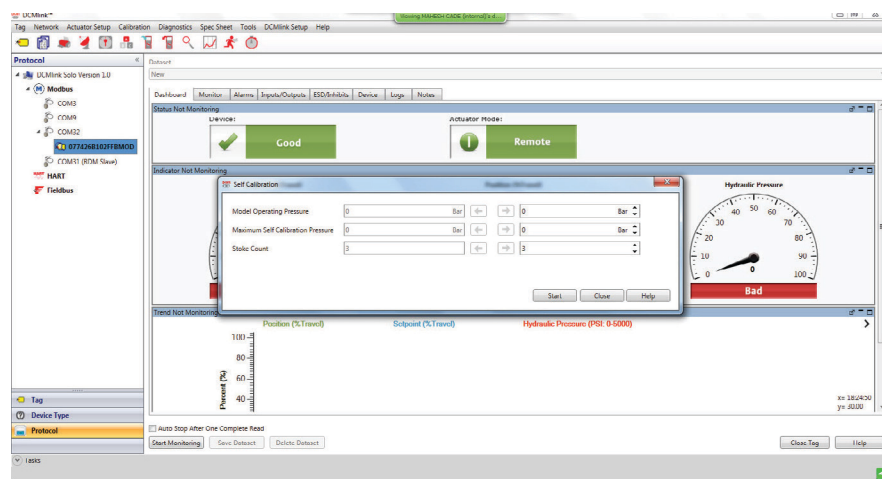 DCMlink™
Viewing MAHESH GADE (internal)'s d...
Tag Network Actuator Setup Calibration Diagnostics Spec Sheet Tools DCMlink Setup Help
Protocol
Dataset
DCMlink Solo Version 1.0
New
Modbus
Dashboard Monitor Alarms Inputs/Outputs ESD/Inhibits Device Logs Notes
COM3
Status Not Monitoring
COM9
Device:
Actuator Mode:
COM32
Good
Remote
077426B102FFBMOD
COM31 (RDM Slave)
Indicator Not Monitoring
HART
Fieldbus
Self Calibration
Hydraulic Pressure
Model Operating Pressure 0 Bar 0 Bar
Maximum Self Calibration Pressure 0 Bar 0 Bar
Stoke Count 3 3
0 10 20 30 40 50 60 70 80 90 100
0
Start Close Help
Bad
Trend Not Monitoring
Position (%Travel) Setpoint (%Travel) Hydraulic Pressure (PSI: 0-5000)
100
80
60
40
Percent (%)
x= 18:24:50
y= 30.00
Tag
Device Type
Protocol
Auto Stop After One Complete Read
Start Monitoring Save Dataset Delete Dataset Close Tag Help
Tasks